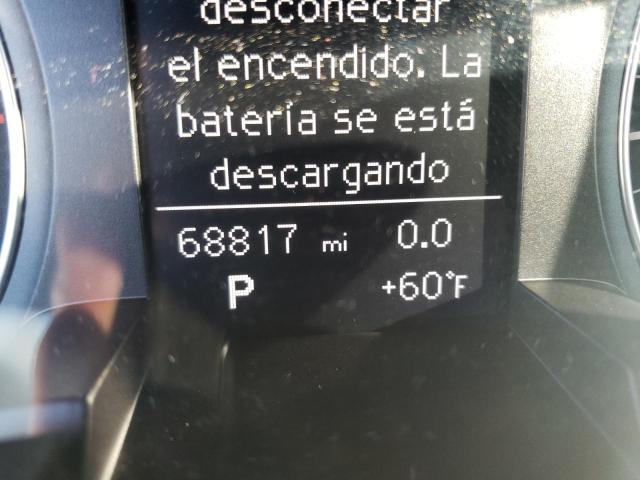 desconectar
el encendido. La
batería se está
descargando
68817 mi 0.0
P +60°F